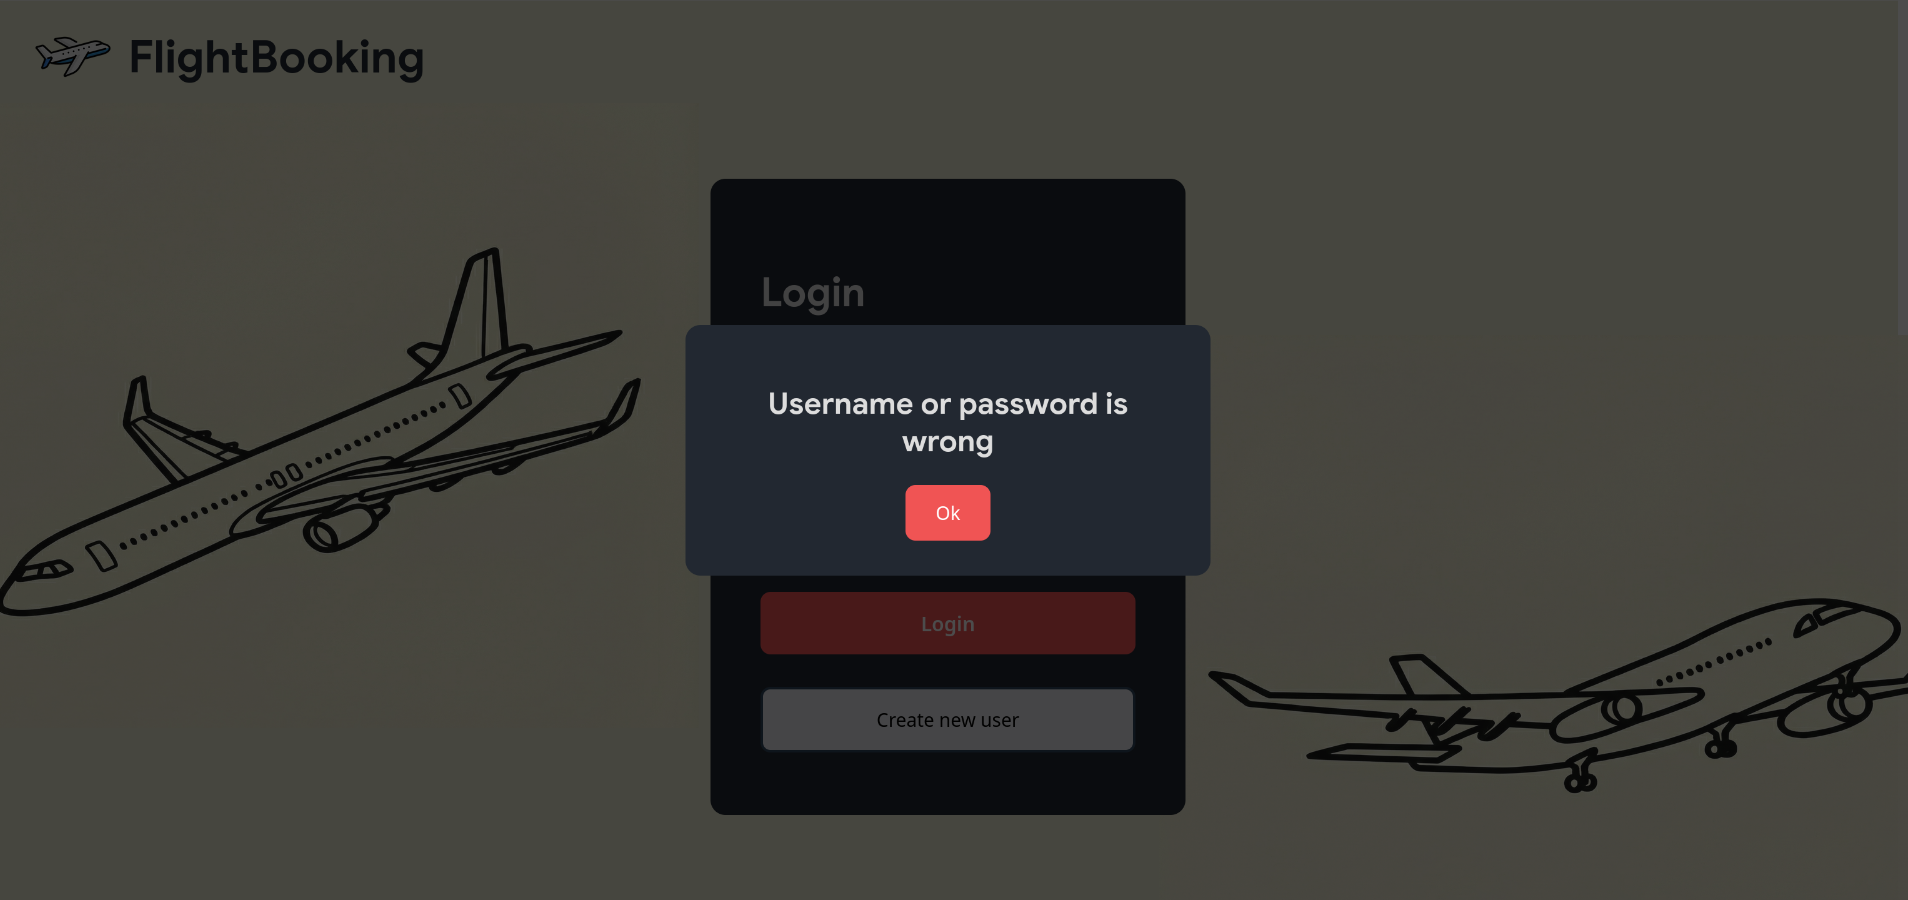 FlightBooking
Login
Username or password is
wrong
Ok
Login
Create new user